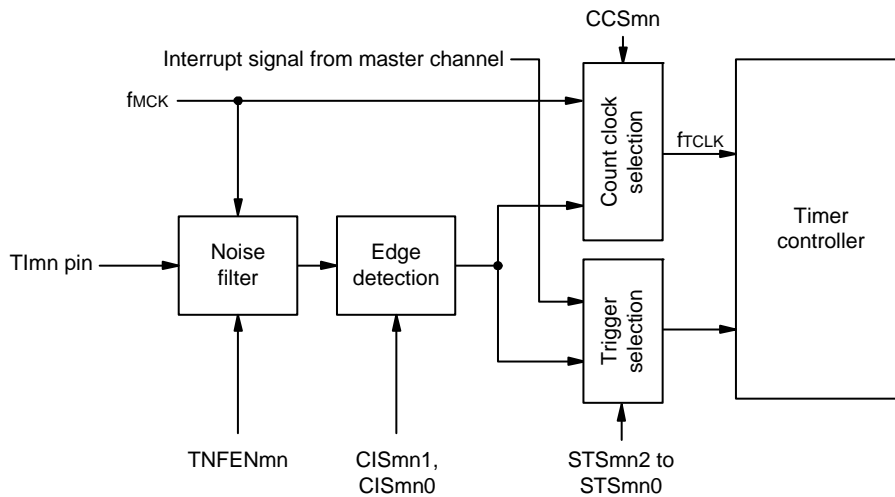 CCSmn
Interrupt signal from master channel
fMCK
Count clock
selection
fTCLK
Timer
controller
TImn pin
Noise
filter
Edge
detection
Trigger
selection
TNFENmn
CISmn1,
CISmn0
STSmn2 to
STSmn0